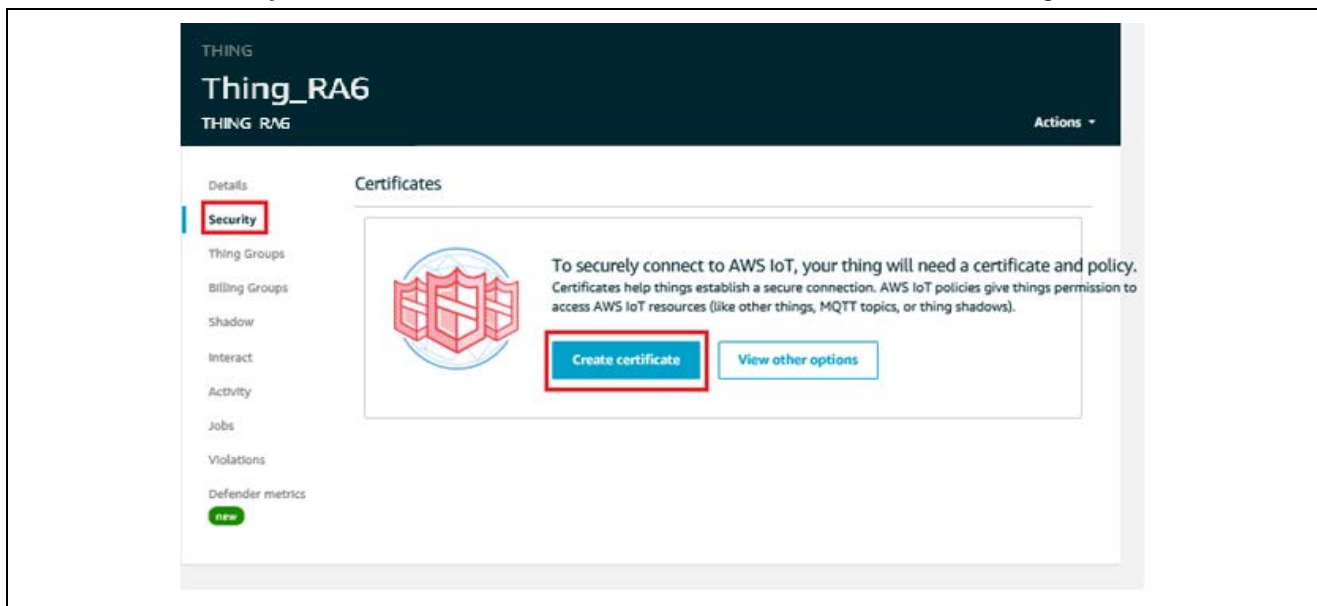 THING
Thing_RA6
THING RA6
Actions
Details
Certificates
Security
Thing Groups
Billing Groups
Shadow
Interact
Activity
Jobs
Violations
Defender metrics
new
To securely connect to AWS IoT, your thing will need a certificate and policy.
Certificates help things establish a secure connection. AWS IoT policies give things permission to
access AWS IoT resources (like other things, MQTT topics, or thing shadows).
Create certificate
View other options